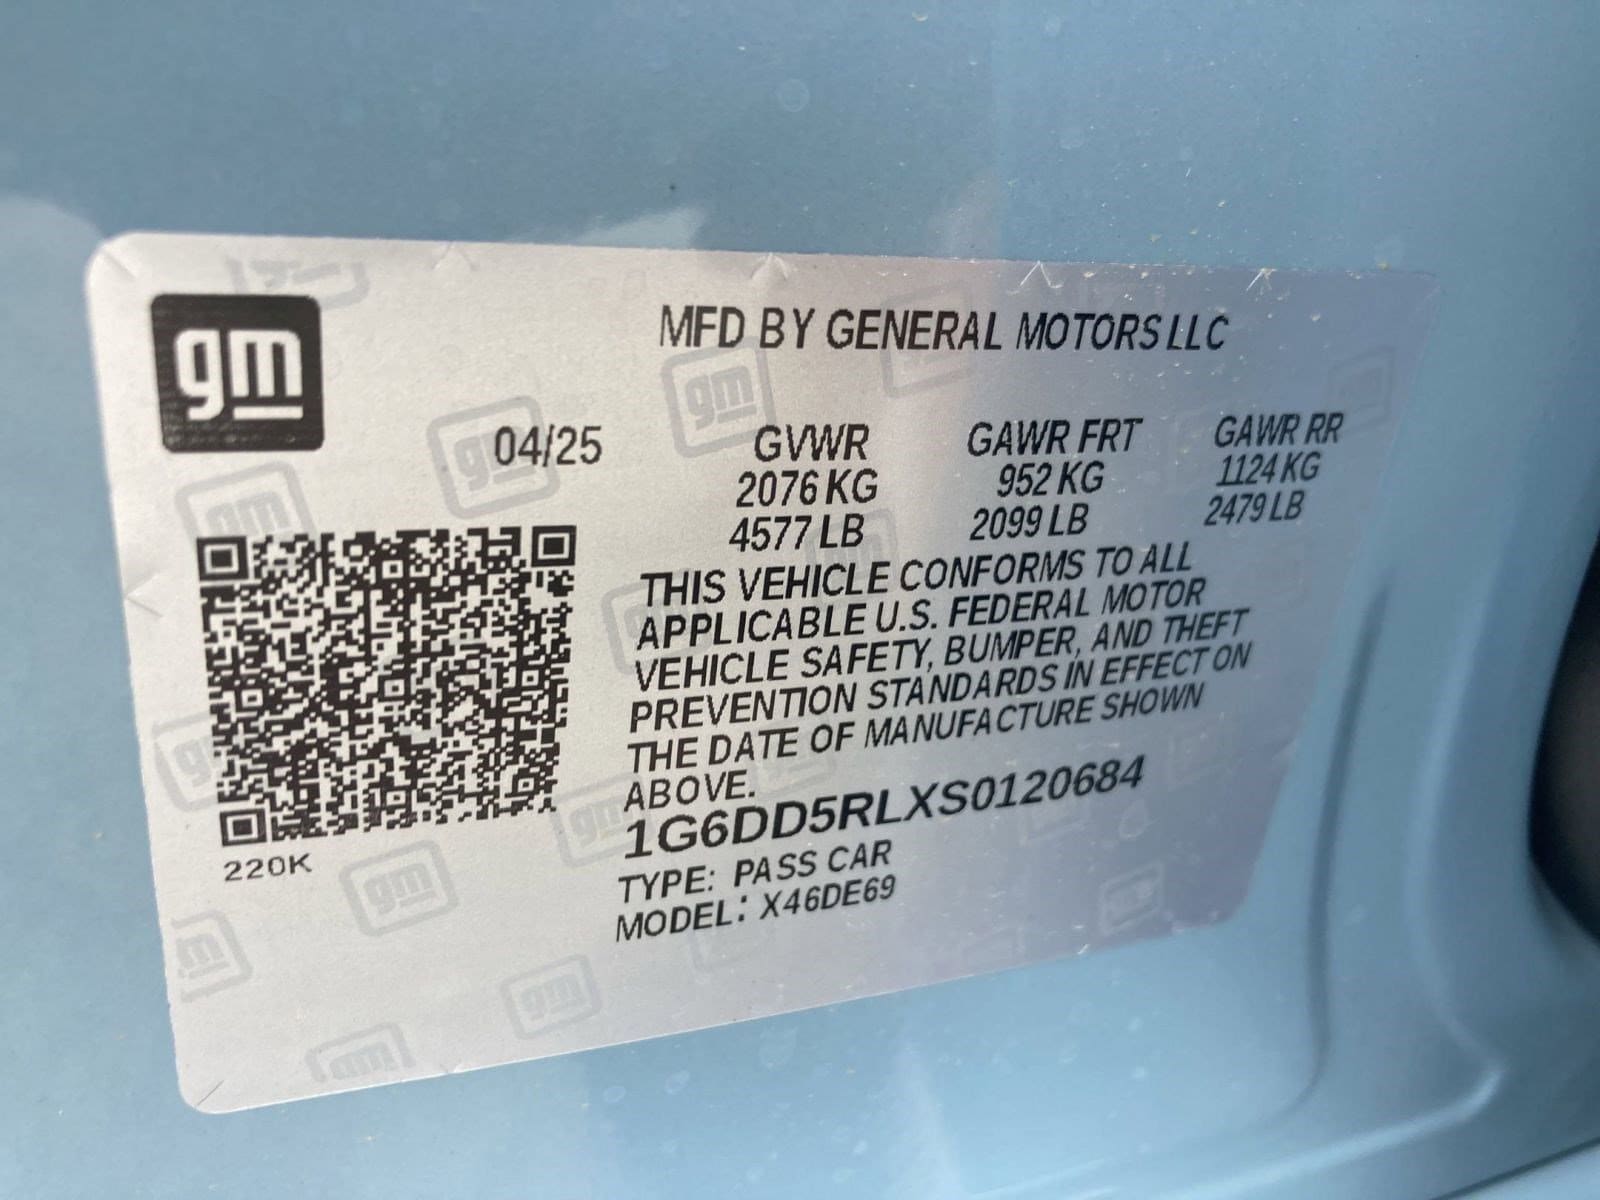 gm
MFD BY GENERAL MOTORS LLC
04/25
GVWR GAWR FRT GAWR RR
2076 KG 952 KG 1124 KG
4577 LB 2099 LB 2479 LB
THIS VEHICLE CONFORMS TO ALL
APPLICABLE U.S. FEDERAL MOTOR
VEHICLE SAFETY, BUMPER, AND THEFT
PREVENTION STANDARDS IN EFFECT ON
THE DATE OF MANUFACTURE SHOWN
ABOVE.
1G6DD5RLXS0120684
TYPE: PASS CAR
MODEL: X46DE69
220K